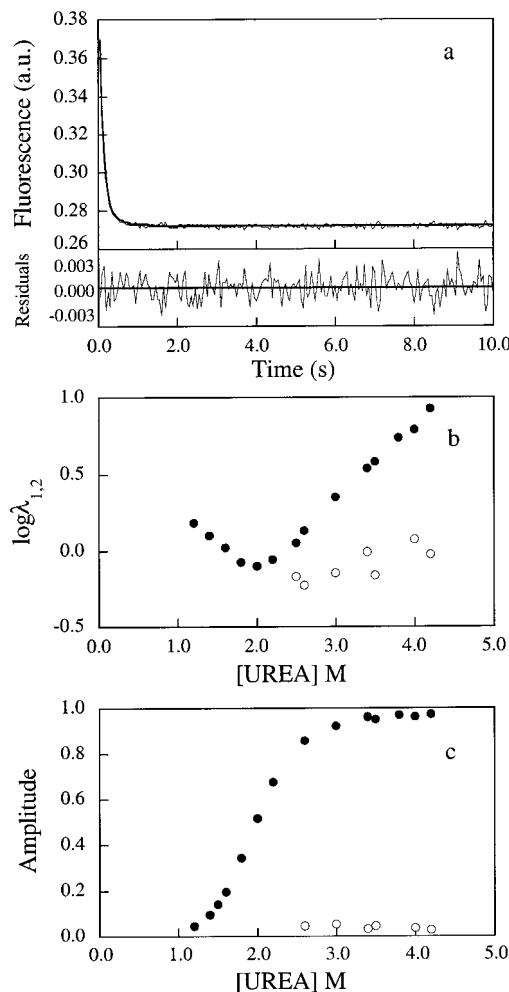 0.38
a
0.36
Fluorescence (a.u.)
0.32
0.28
0.26
Residuals
0.003
0.000
-0.003
0.0 2.0 4.0 6.0 8.0 10.0
Time (s)
1.0
b
0.5
logλ1,2
0.0
-0.5
0.0 1.0 2.0 3.0 4.0 5.0
[UREA] M
1.0
c
0.8
0.6
Amplitude
0.4
0.2
0.0
0.0 1.0 2.0 3.0 4.0 5.0
[UREA] M